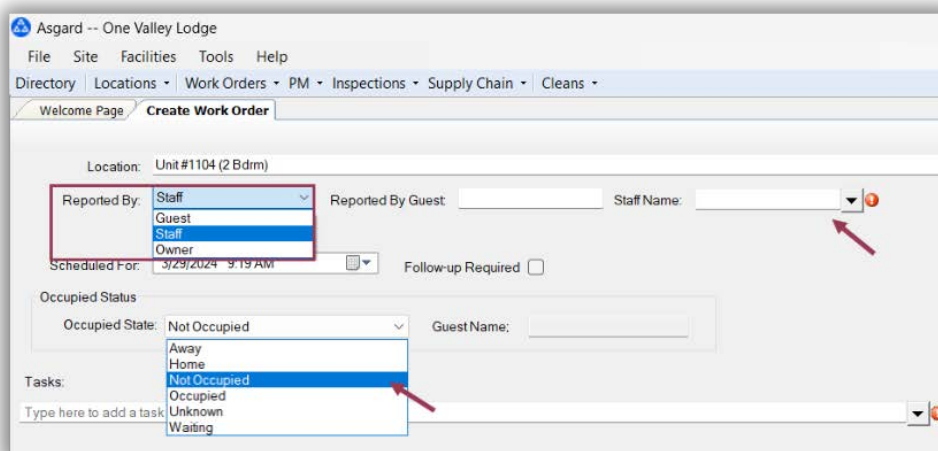 Asgard -- One Valley Lodge
File Site Facilities Tools Help
Directory Locations Work Orders PM Inspections Supply Chain Cleans
Welcome Page Create Work Order
Location: Unit #1104 (2 Bdrm)
Reported By: Staff Reported By Guest: Staff Name:
Guest
Staff
Owner
Scheduled For: 3/29/2024 9:19 AM Follow-up Required
Occupied Status
Occupied State: Not Occupied Guest Name:
Away
Home
Not Occupied
Tasks:
Occupied
Type here to add a task Unknown
Waiting